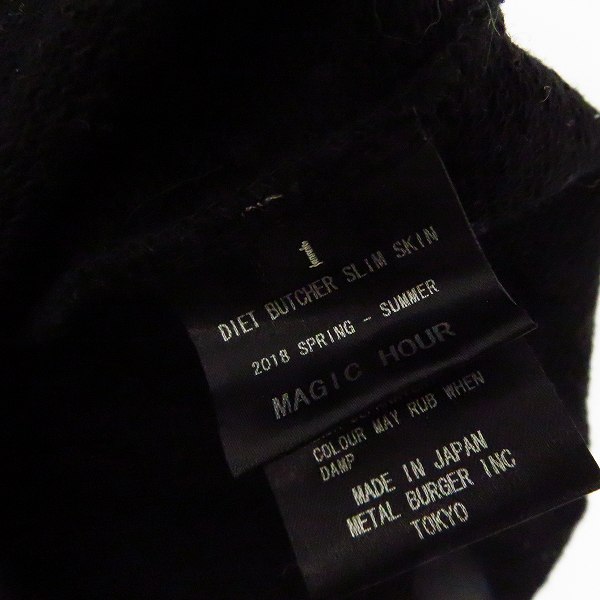 1
DIET BUTCHER SLIM SKIN
2018 SPRING - SUMMER
MAGIC HOUR
COLOUR MAY RUB WHEN
DAMP
MADE IN JAPAN
METAL BURGER INC
TOKYO